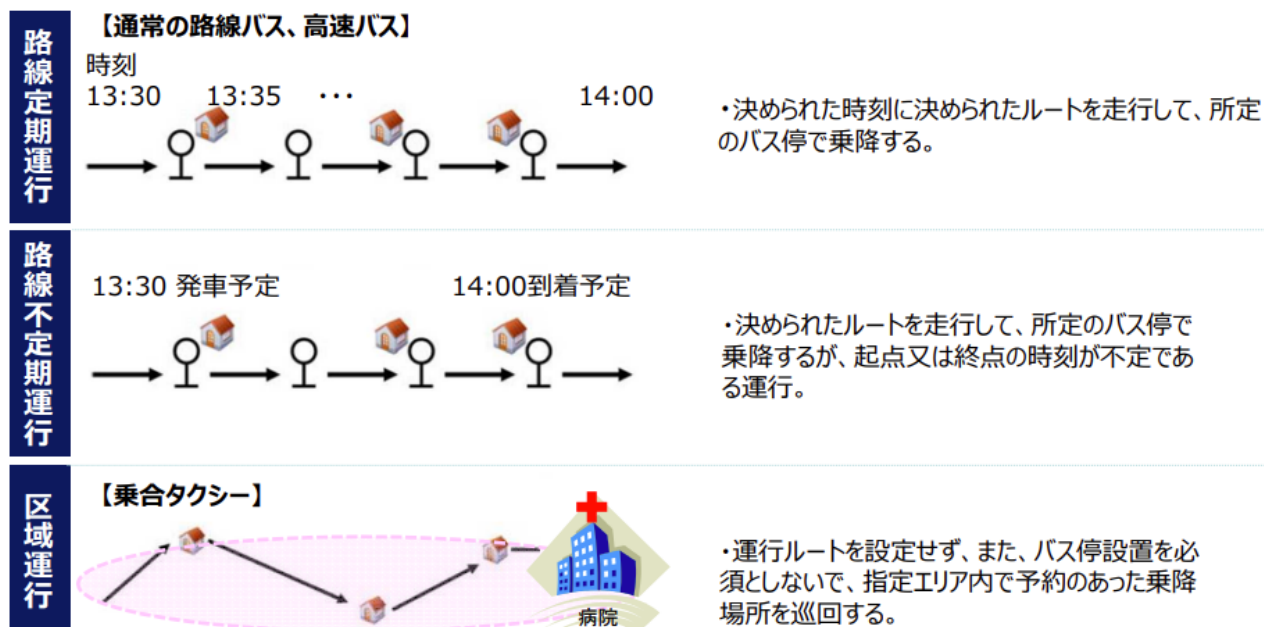 路線定期運行
【通常の路線バス、高速バス】
時刻
13:30 13:35 ・・・ 14:00
・決められた時刻に決められたルートを走行して、所定
のバス停で乗降する。
路線不定期運行
13:30 発車予定 14:00到着予定
・決められたルートを走行して、所定のバス停で
乗降するが、起点又は終点の時刻が不定であ
る運行。
区域運行
【乗合タクシー】
病院
・運行ルートを設定せず、また、バス停設置を必
須としないで、指定エリア内で予約のあった乗降
場所を巡回する。